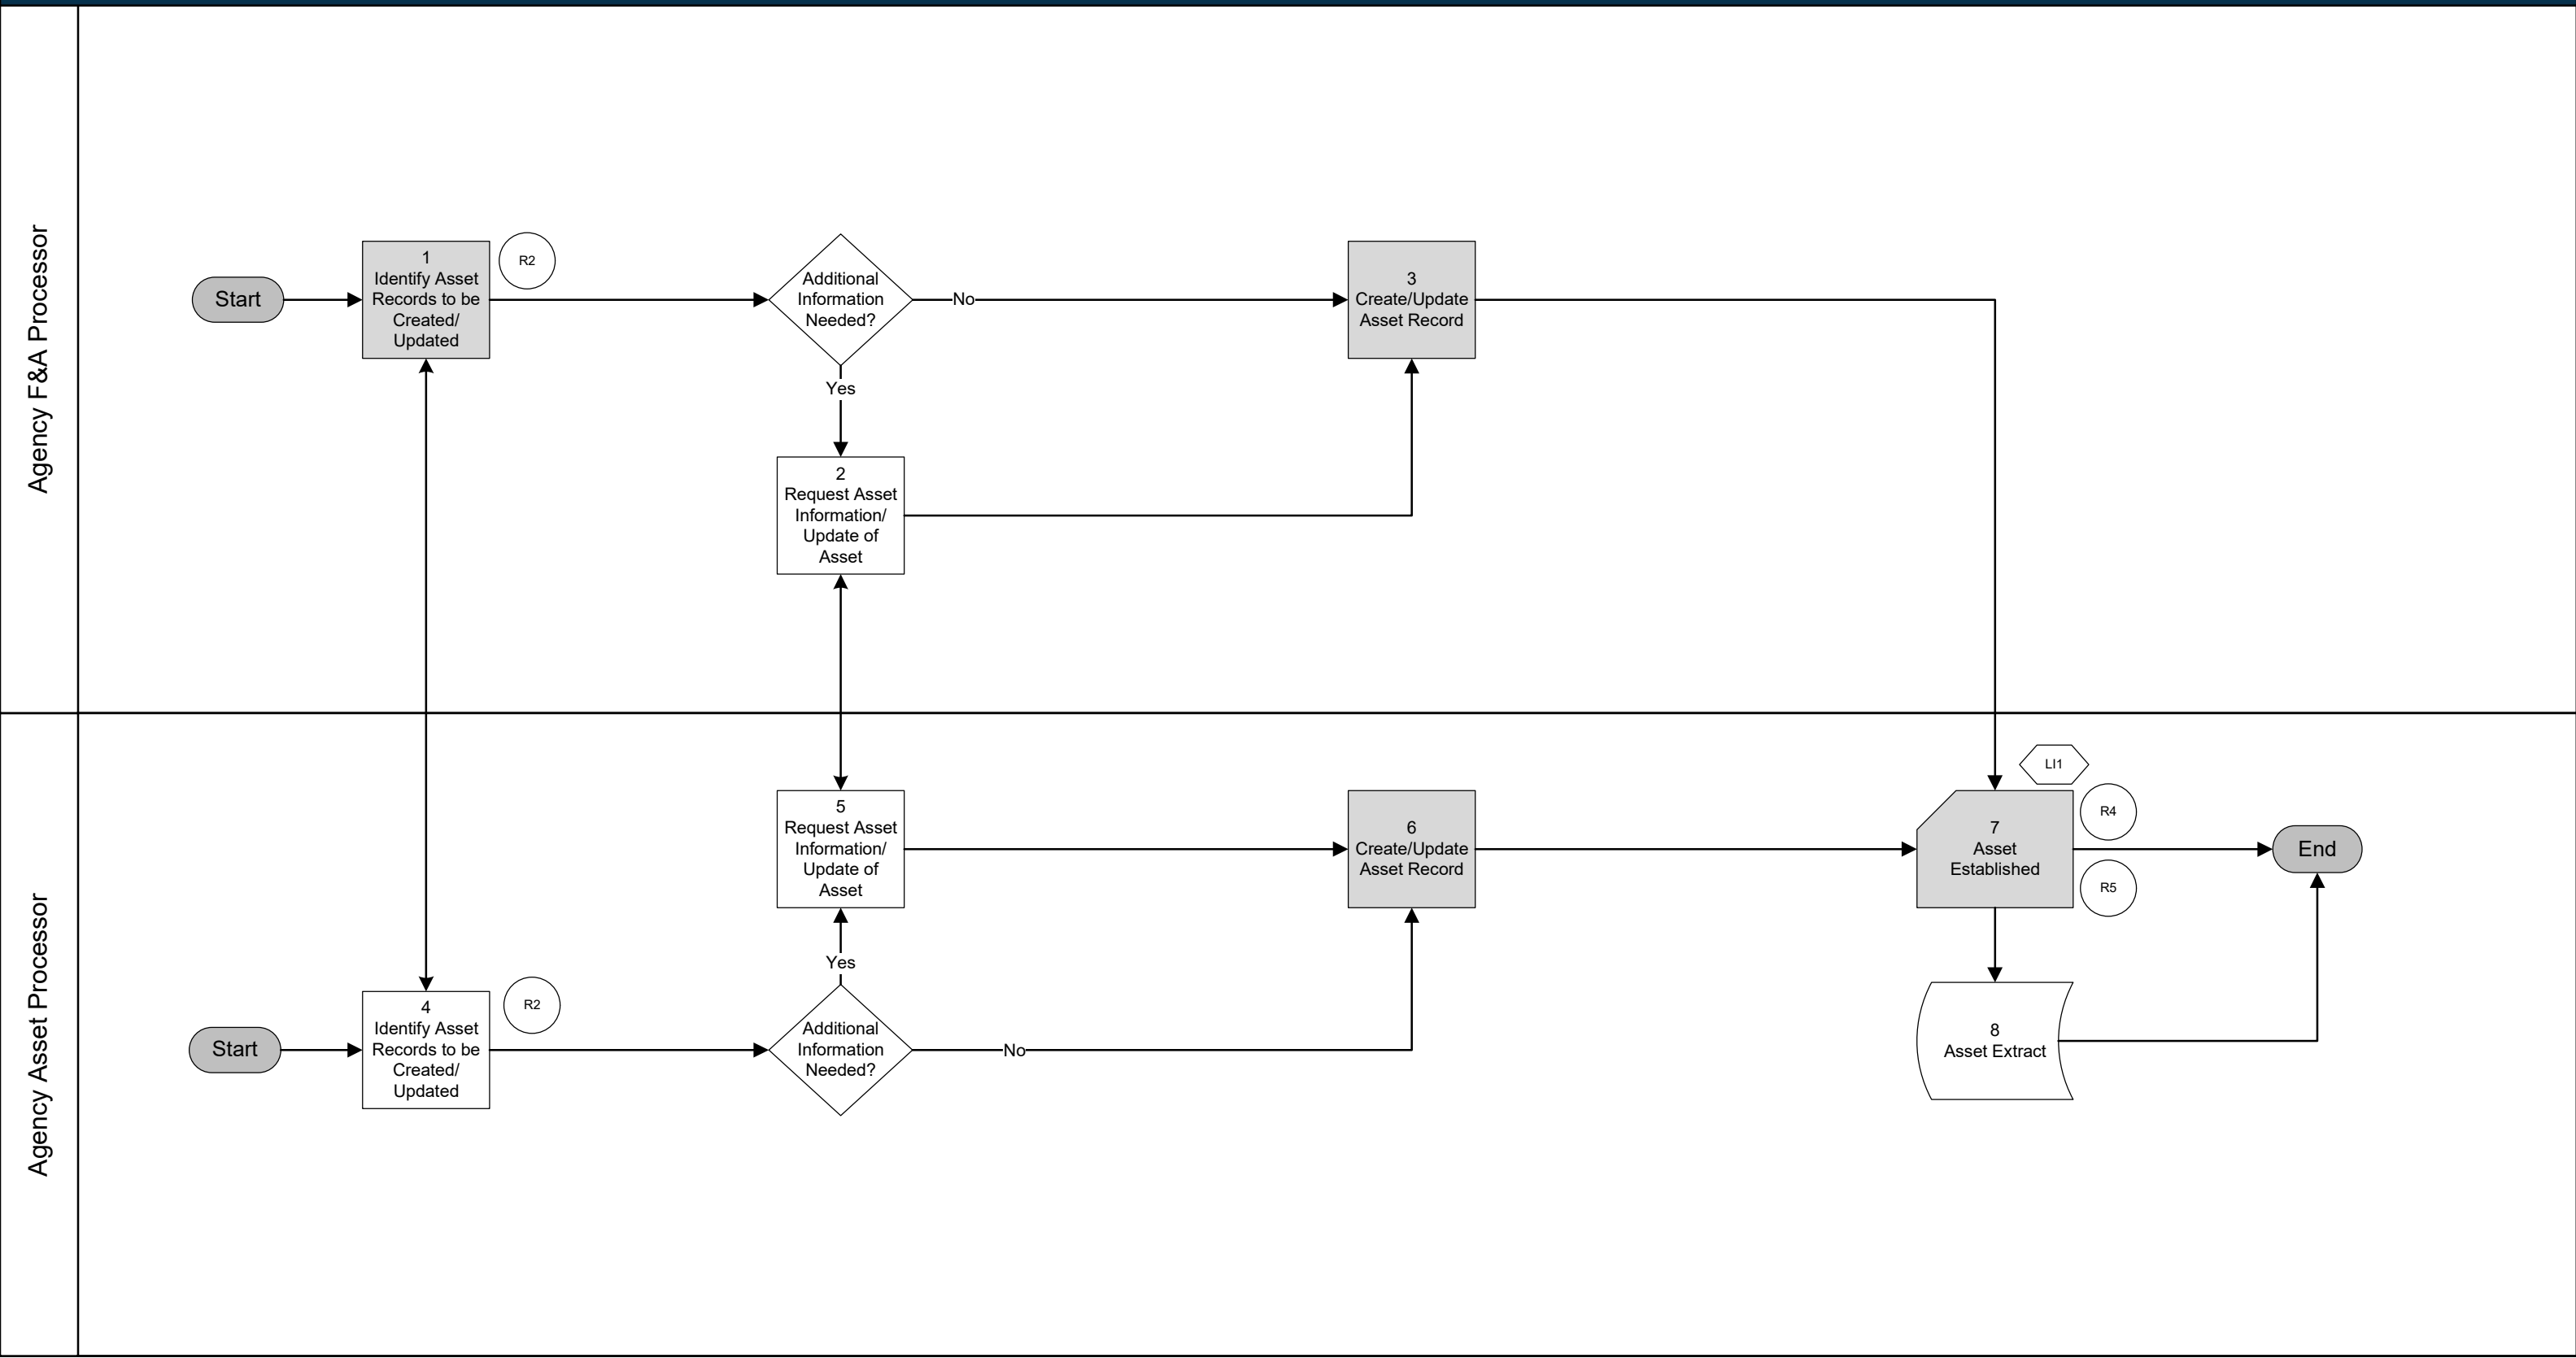 Agency F&A Processor
Start
1
Identify Asset
Records to be
Created/
Updated
R2
Additional
Information
Needed?
No
Yes
2
Request Asset
Information/
Update of
Asset
3
Create/Update
Asset Record
Agency Asset Processor
Start
4
Identify Asset
Records to be
Created/
Updated
R2
Additional
Information
Needed?
Yes
No
5
Request Asset
Information/
Update of
Asset
6
Create/Update
Asset Record
LI1
7
Asset
Established
R4
R5
End
8
Asset Extract